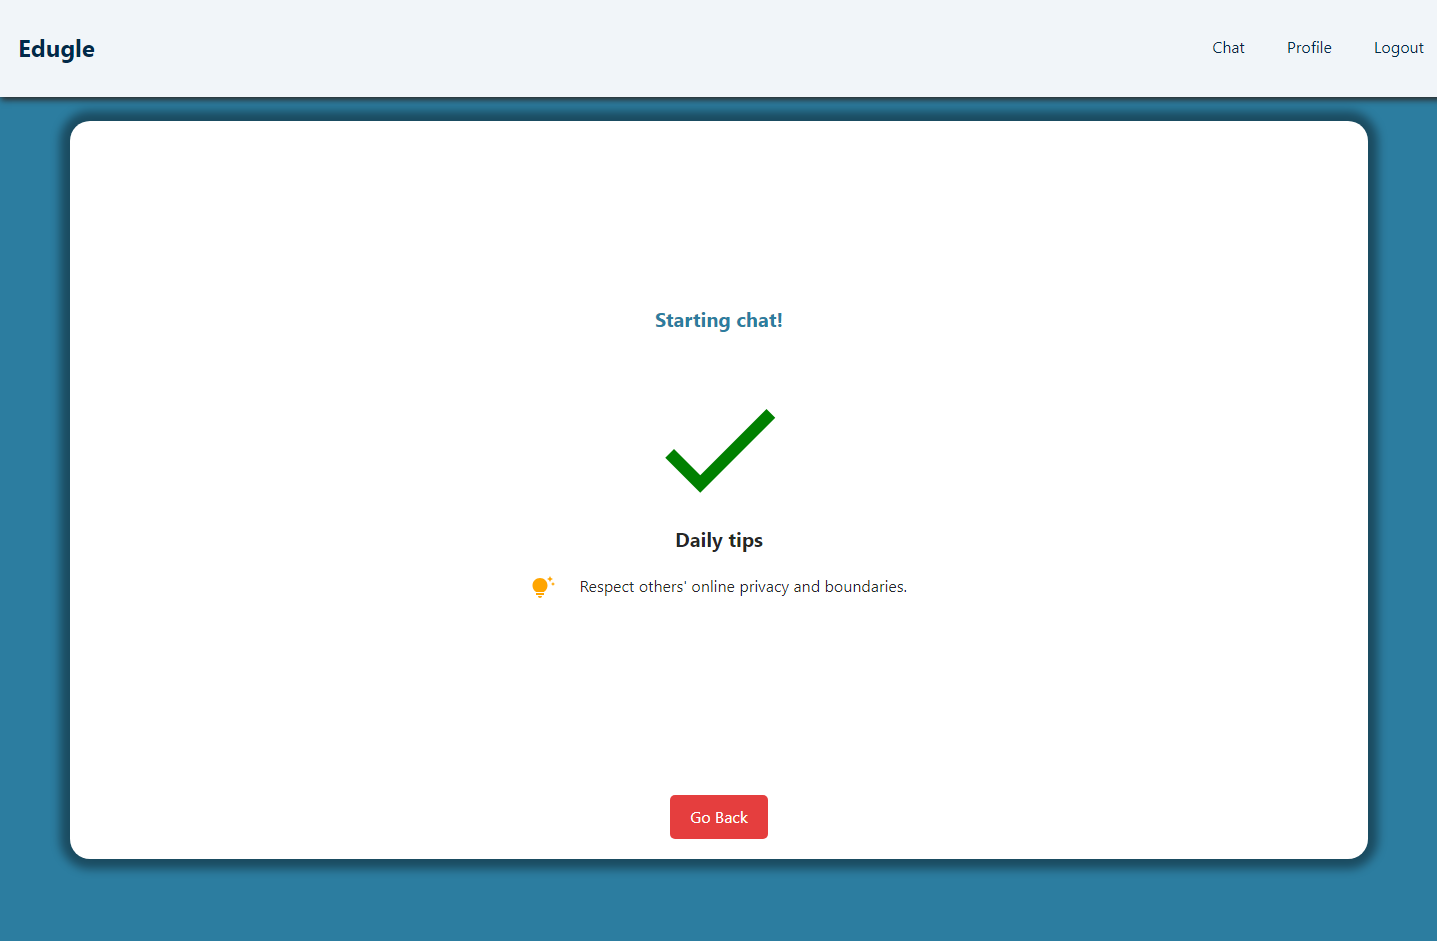 Edugle
Chat Profile Logout
Starting chat!
Daily tips
Respect others' online privacy and boundaries.
Go Back